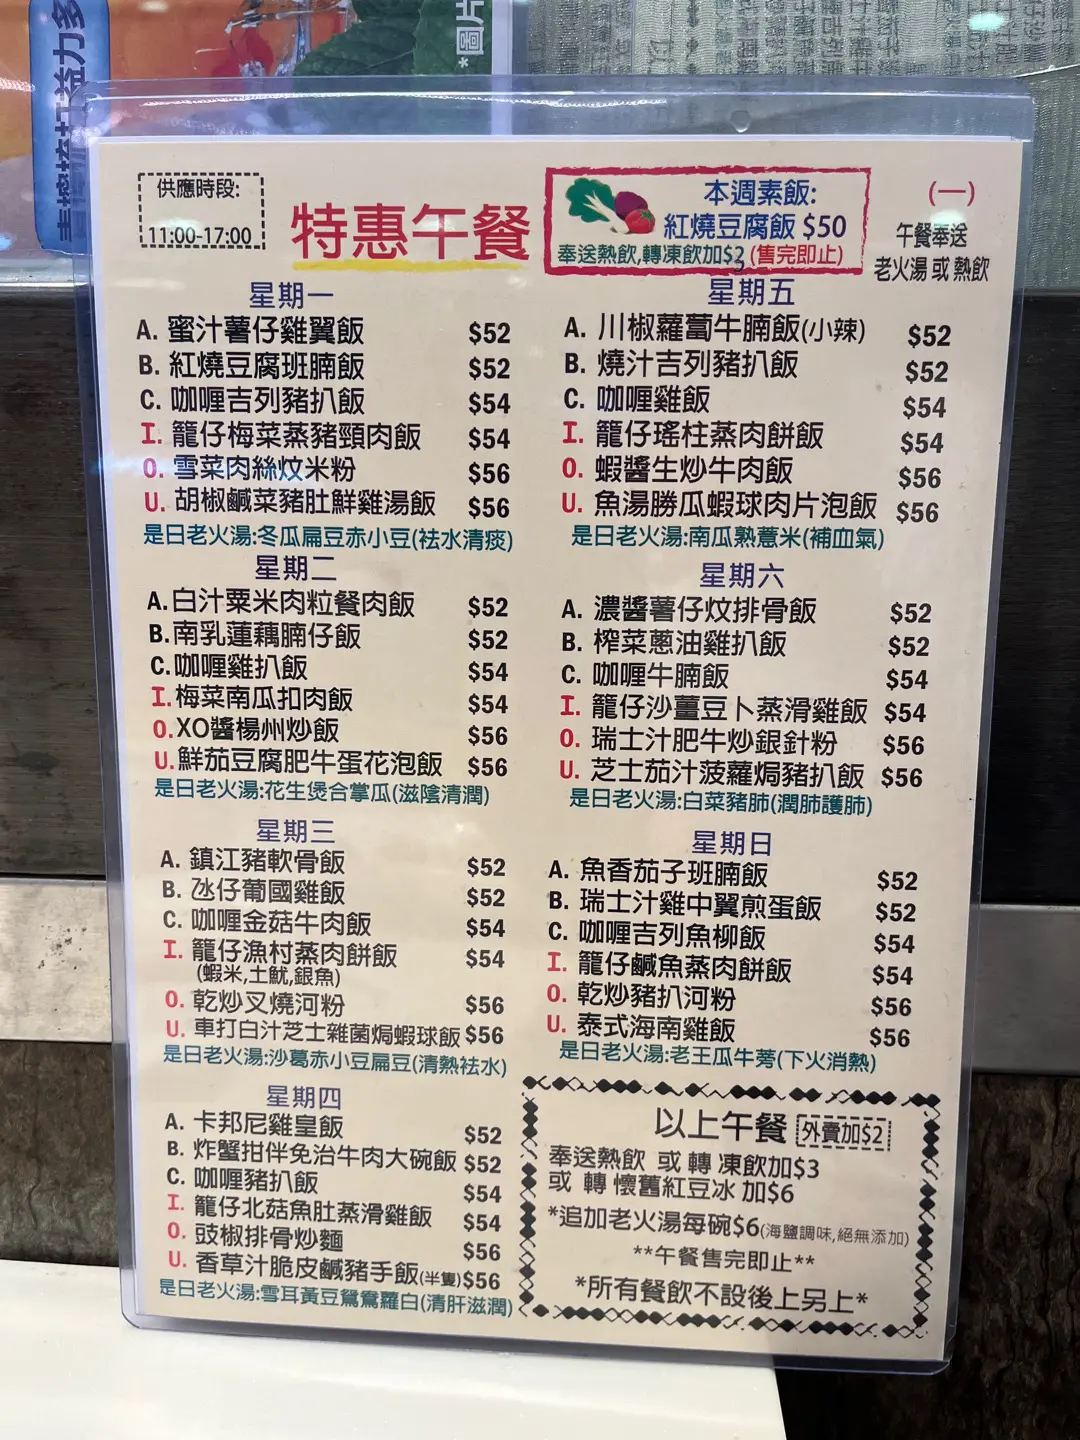 *圖片
供應時段:
11:00-17:00
特惠午餐
本週素飯:
紅燒豆腐飯 $50
奉送熱飲,轉凍飲加$3 (售完即止)
(一)
午餐奉送
老火湯 或 熱飲
星期一
A. 蜜汁薯仔雞翼飯 $52
B. 紅燒豆腐班腩飯 $52
C. 咖喱吉列豬扒飯 $54
I. 籠仔梅菜蒸豬頸肉飯 $54
O. 雪菜肉絲炆米粉 $56
U. 胡椒鹹菜豬肚鮮雞湯飯 $56
是日老火湯:冬瓜扁豆赤小豆(祛水清痰)
星期二
A.白汁粟米肉粒餐肉飯 $52
B.南乳蓮藕腩仔飯 $52
C.咖喱雞扒飯 $54
I.梅菜南瓜扣肉飯 $54
O.XO醬楊州炒飯 $56
U.鮮茄豆腐肥牛蛋花泡飯 $56
是日老火湯:花生煲合掌瓜(滋陰清潤)
星期三
A. 鎮江豬軟骨飯 $52
B. 氹仔葡國雞飯 $52
C. 咖喱金菇牛肉飯 $54
I. 籠仔漁村蒸肉餅飯 $54
(蝦米,土魷,銀魚)
O. 乾炒叉燒河粉 $56
U. 車打白汁芝士雜菌焗蝦球飯 $56
是日老火湯:沙葛赤小豆扁豆(清熱祛水)
星期四
A. 卡邦尼雞皇飯 $52
B. 炸蟹拑伴免治牛肉大碗飯 $52
C. 咖喱豬扒飯 $54
I. 籠仔北菇魚肚蒸滑雞飯 $54
O. 豉椒排骨炒麵 $56
U. 香草汁脆皮鹹豬手飯(半隻) $56
是日老火湯:雪耳黃豆鴛鴦蘿白(清肝滋潤)
星期五
A. 川椒蘿蔔牛腩飯(小辣) $52
B. 燒汁吉列豬扒飯 $52
C. 咖喱雞飯 $54
I. 籠仔瑤柱蒸肉餅飯 $54
O. 蝦醬生炒牛肉飯 $56
U. 魚湯勝瓜蝦球肉片泡飯 $56
是日老火湯:南瓜熟薏米(補血氣)
星期六
A. 濃醬薯仔炆排骨飯 $52
B. 榨菜蔥油雞扒飯 $52
C. 咖喱牛腩飯 $54
I. 籠仔沙薑豆卜蒸滑雞飯 $54
O. 瑞士汁肥牛炒銀針粉 $56
U. 芝士茄汁菠蘿焗豬扒飯 $56
是日老火湯:白菜豬肺(潤肺護肺)
星期日
A. 魚香茄子班腩飯 $52
B. 瑞士汁雞中翼煎蛋飯 $52
C. 咖喱吉列魚柳飯 $54
I. 籠仔鹹魚蒸肉餅飯 $54
O. 乾炒豬扒河粉 $56
U. 泰式海南雞飯 $56
是日老火湯:老王瓜牛蒡(下火消熱)
以上午餐 外賣加$2
奉送熱飲 或 轉 凍飲加$3
或 轉 懷舊紅豆冰 加$6
*追加老火湯每碗$6(海鹽調味,絕無添加)
**午餐售完即止**
*所有餐飲不設後上另上*